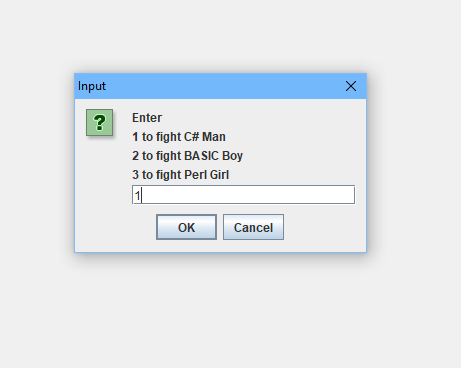 Input
?
Enter
1 to fight C# Man
2 to fight BASIC Boy
3 to fight Perl Girl
1
OK Cancel